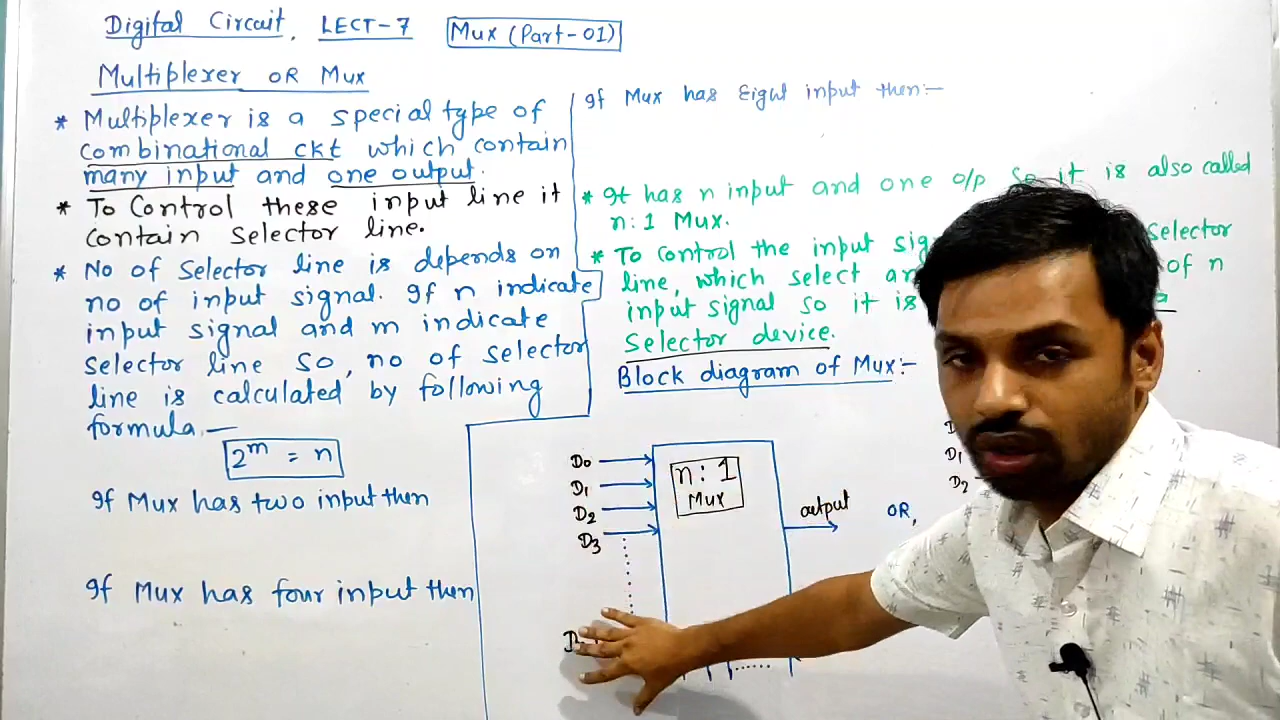 Digital Circuit, LECT-7 Mux (Part-01)
Multiplexer OR Mux
* Multiplexer is a special type of
combinational ckt which contain
many input and one output.
* To Control these input line it
contain selector line.
* No of Selector line is depends on
no of input signal. If n indicate
input signal and m indicate
Selector line so, no of selector
line is calculated by following
formula.—
2^m = n
If Mux has two input then
If Mux has four input then
If Mux has Eight input then:—
* It has n input and one o/p so it is also called
n:1 Mux.
* To control the input sig selector
line, which select of n
input signal so it is
Selector device.
Block diagram of Mux:—
D0
D1
D2
D3
n:1
Mux
output
OR,
D1
D2